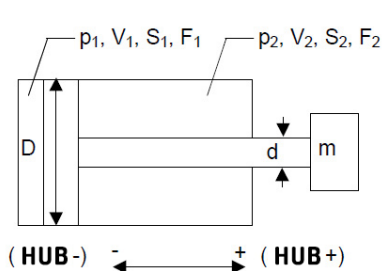 p₁, V₁, S₁, F₁ p₂, V₂, S₂, F₂
D d m
(HUB-) - + (HUB+)